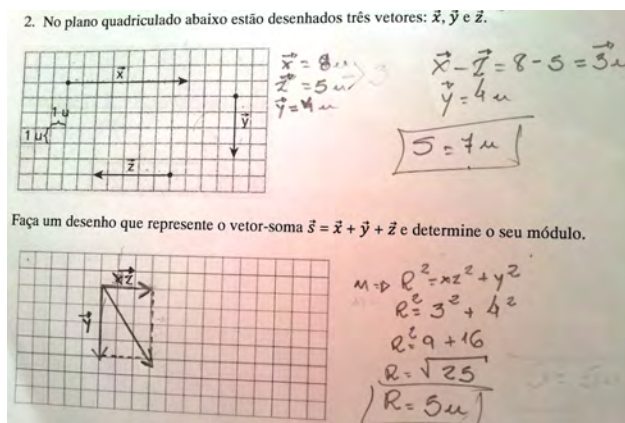 2. No plano quadriculado abaixo estão desenhados três vetores: x⃗, y⃗ e z⃗.
x⃗
1 u
1 u{
y⃗
z⃗
x⃗ = 8 u
z⃗ = 5 u
y⃗ = 4 u
x⃗ - z⃗ = 8 - 5 = 3⃗ u
y⃗ = 4 u
S = 7 u
Faça um desenho que represente o vetor-soma s⃗ = x⃗ + y⃗ + z⃗ e determine o seu módulo.
xz⃗
y⃗
R² = xz² + y²
R² = 3² + 4²
R² = 9 + 16
R = √25
R = 5u